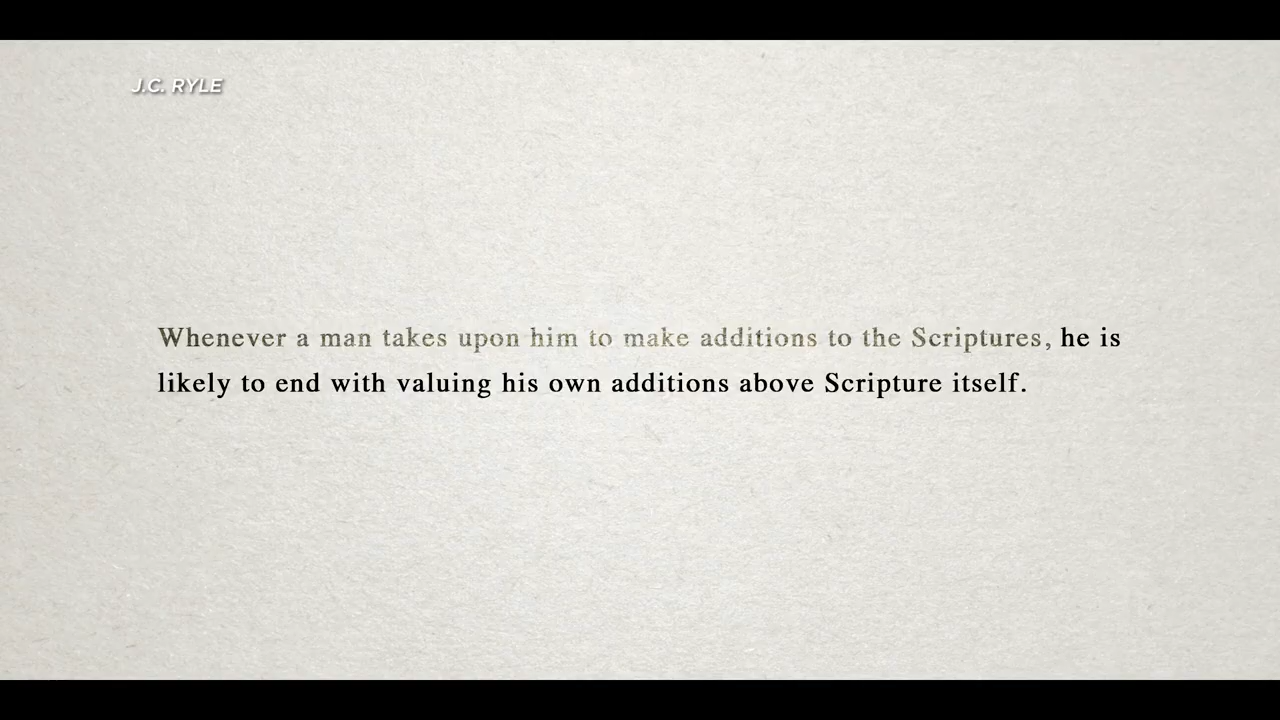 J.C. RYLE
Whenever a man takes upon him to make additions to the Scriptures, he is
likely to end with valuing his own additions above Scripture itself.